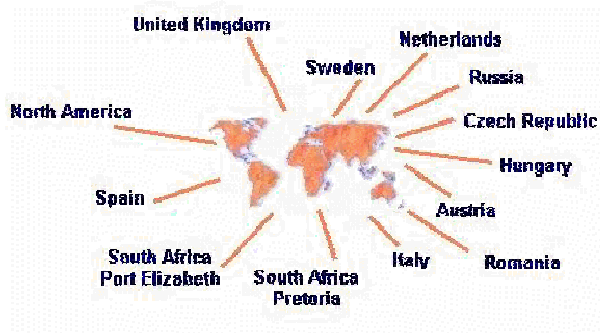 United Kingdom
Netherlands
Sweden
Russia
North America
Czech Republic
Hungary
Spain
Austria
South Africa
Port Elizabeth
South Africa
Pretoria
Italy
Romania